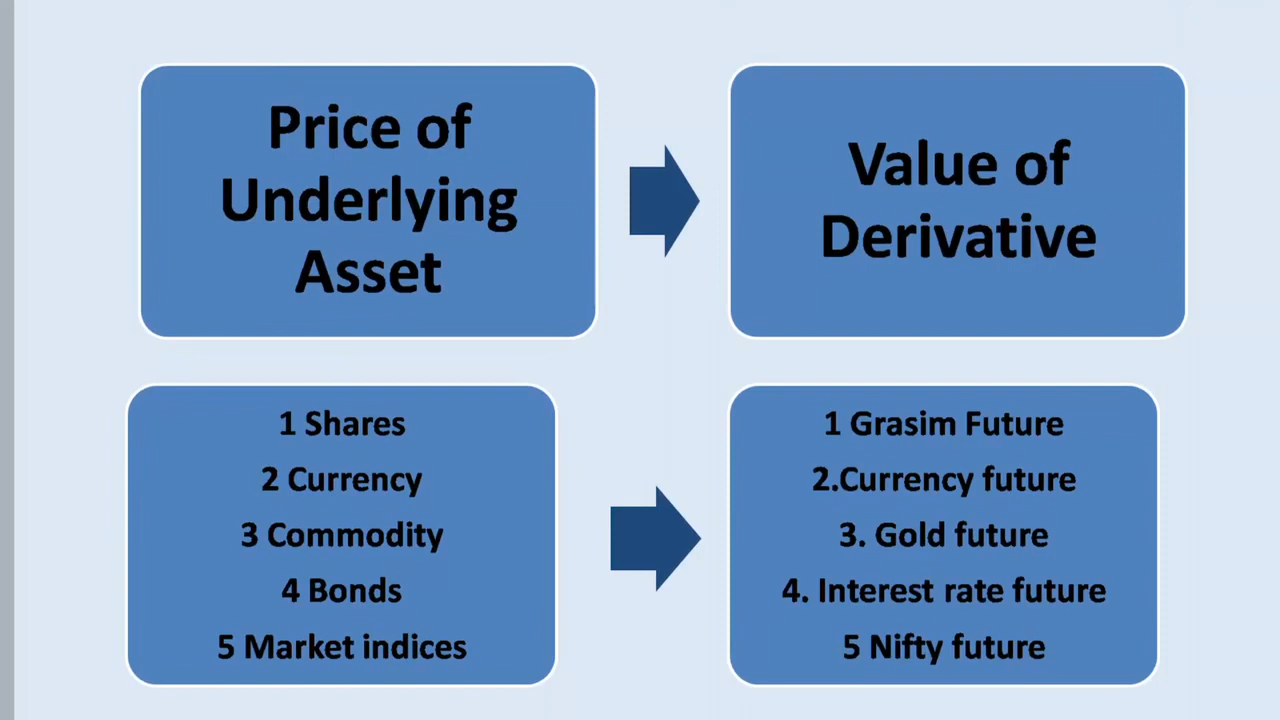 Price of
Underlying
Asset
Value of
Derivative
1 Shares
2 Currency
3 Commodity
4 Bonds
5 Market indices
1 Grasim Future
2.Currency future
3. Gold future
4. Interest rate future
5 Nifty future